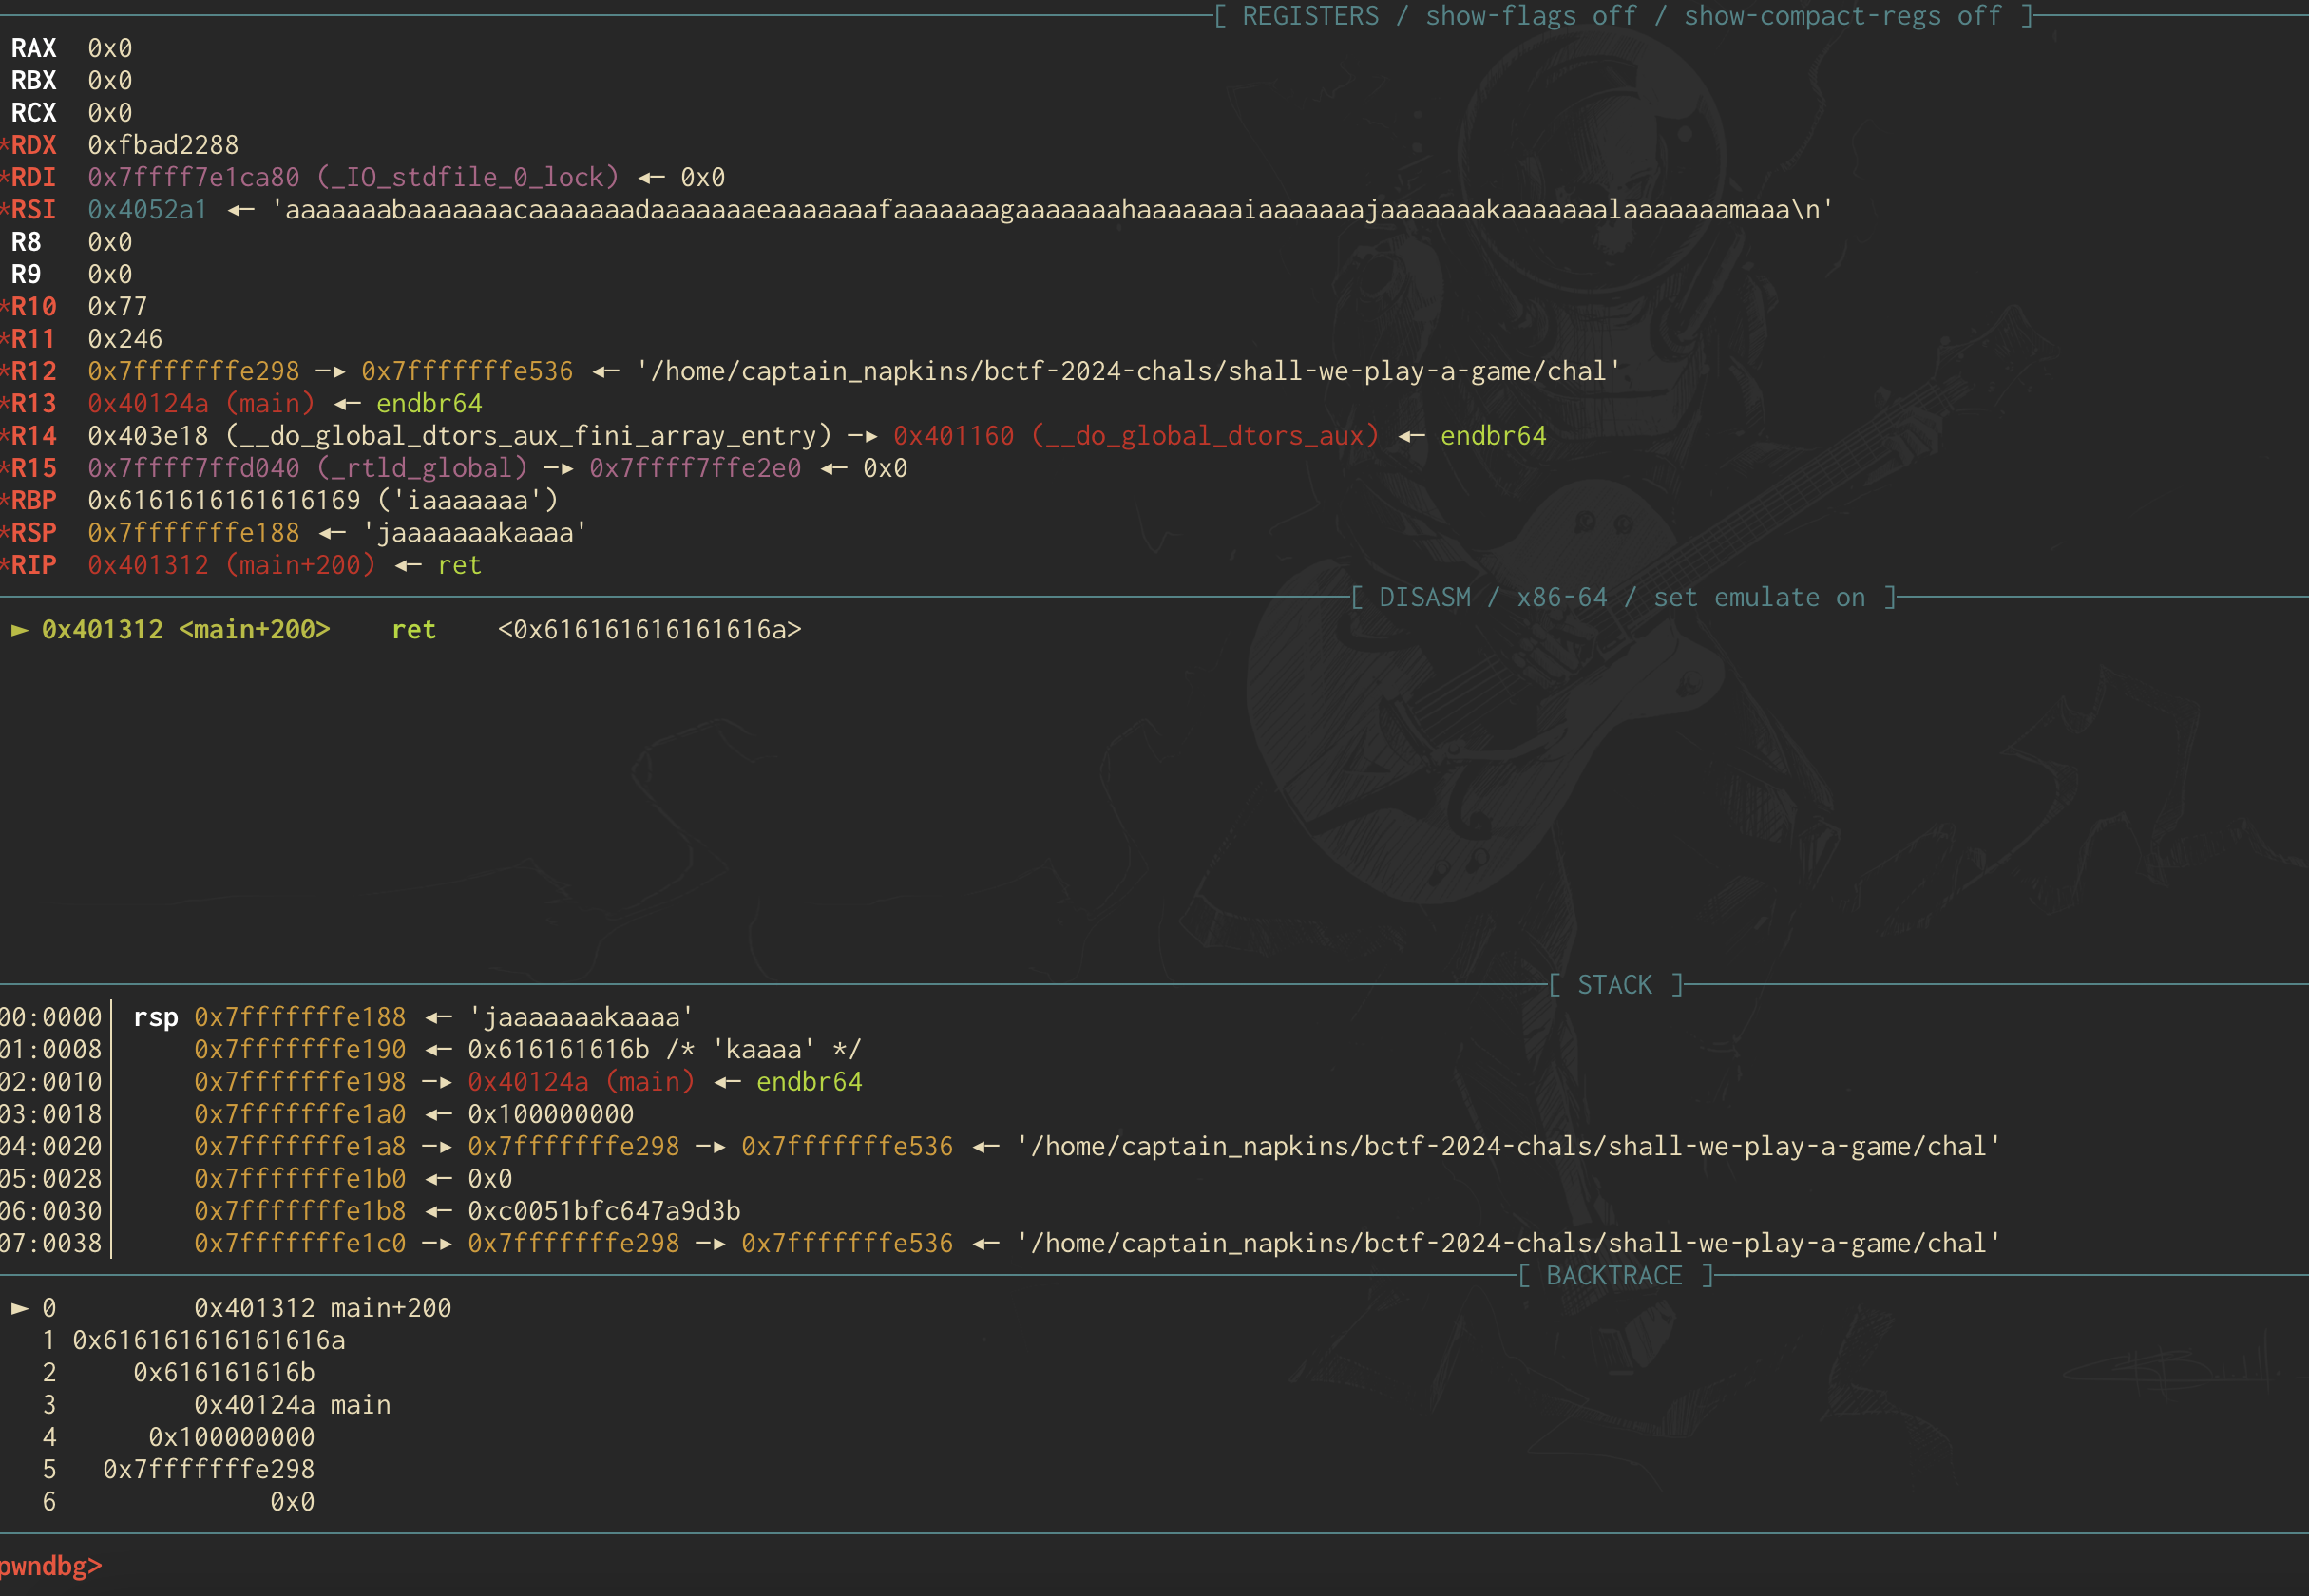 [ REGISTERS / show-flags off / show-compact-regs off ]
RAX  0x0
RBX  0x0
RCX  0x0
*RDX  0xfbad2288
*RDI  0x7ffff7e1ca80 (_IO_stdfile_0_lock) ◂— 0x0
*RSI  0x4052a1 ◂— 'aaaaaaabaaaaaaacaaaaaaadaaaaaaaeaaaaaaafaaaaaaagaaaaaaahaaaaaaaiaaaaaaajaaaaaaakaaaaaaalaaaaaaamaaa\n'
R8   0x0
R9   0x0
*R10  0x77
*R11  0x246
*R12  0x7fffffffe298 —▸ 0x7fffffffe536 ◂— '/home/captain_napkins/bctf-2024-chals/shall-we-play-a-game/chal'
*R13  0x40124a (main) ◂— endbr64
*R14  0x403e18 (__do_global_dtors_aux_fini_array_entry) —▸ 0x401160 (__do_global_dtors_aux) ◂— endbr64
*R15  0x7ffff7ffd040 (_rtld_global) —▸ 0x7ffff7ffe2e0 ◂— 0x0
*RBP  0x6161616161616169 ('iaaaaaaa')
*RSP  0x7fffffffe188 ◂— 'jaaaaaaakaaaa'
*RIP  0x401312 (main+200) ◂— ret
[ DISASM / x86-64 / set emulate on ]
► 0x401312 <main+200>    ret    <0x616161616161616a>
[ STACK ]
00:0000│ rsp 0x7fffffffe188 ◂— 'jaaaaaaakaaaa'
01:0008│     0x7fffffffe190 ◂— 0x616161616b /* 'kaaaa' */
02:0010│     0x7fffffffe198 —▸ 0x40124a (main) ◂— endbr64
03:0018│     0x7fffffffe1a0 ◂— 0x100000000
04:0020│     0x7fffffffe1a8 —▸ 0x7fffffffe298 —▸ 0x7fffffffe536 ◂— '/home/captain_napkins/bctf-2024-chals/shall-we-play-a-game/chal'
05:0028│     0x7fffffffe1b0 ◂— 0x0
06:0030│     0x7fffffffe1b8 ◂— 0xc0051bfc647a9d3b
07:0038│     0x7fffffffe1c0 —▸ 0x7fffffffe298 —▸ 0x7fffffffe536 ◂— '/home/captain_napkins/bctf-2024-chals/shall-we-play-a-game/chal'
[ BACKTRACE ]
► 0         0x401312 main+200
1 0x616161616161616a
2     0x616161616b
3         0x40124a main
4      0x100000000
5   0x7fffffffe298
6              0x0
pwndbg>